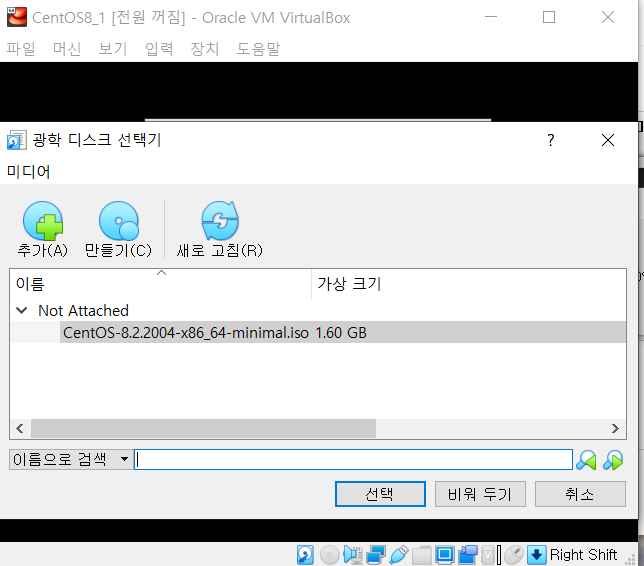 CentOS8_1 [전원 꺼짐] - Oracle VM VirtualBox
파일 머신 보기 입력 장치 도움말
광학 디스크 선택기 ?
미디어
추가(A) 만들기(C) 새로 고침(R)
이름 가상 크기
Not Attached
CentOS-8.2.2004-x86_64-minimal.iso 1.60 GB
이름으로 검색
선택 비워 두기 취소
Right Shift